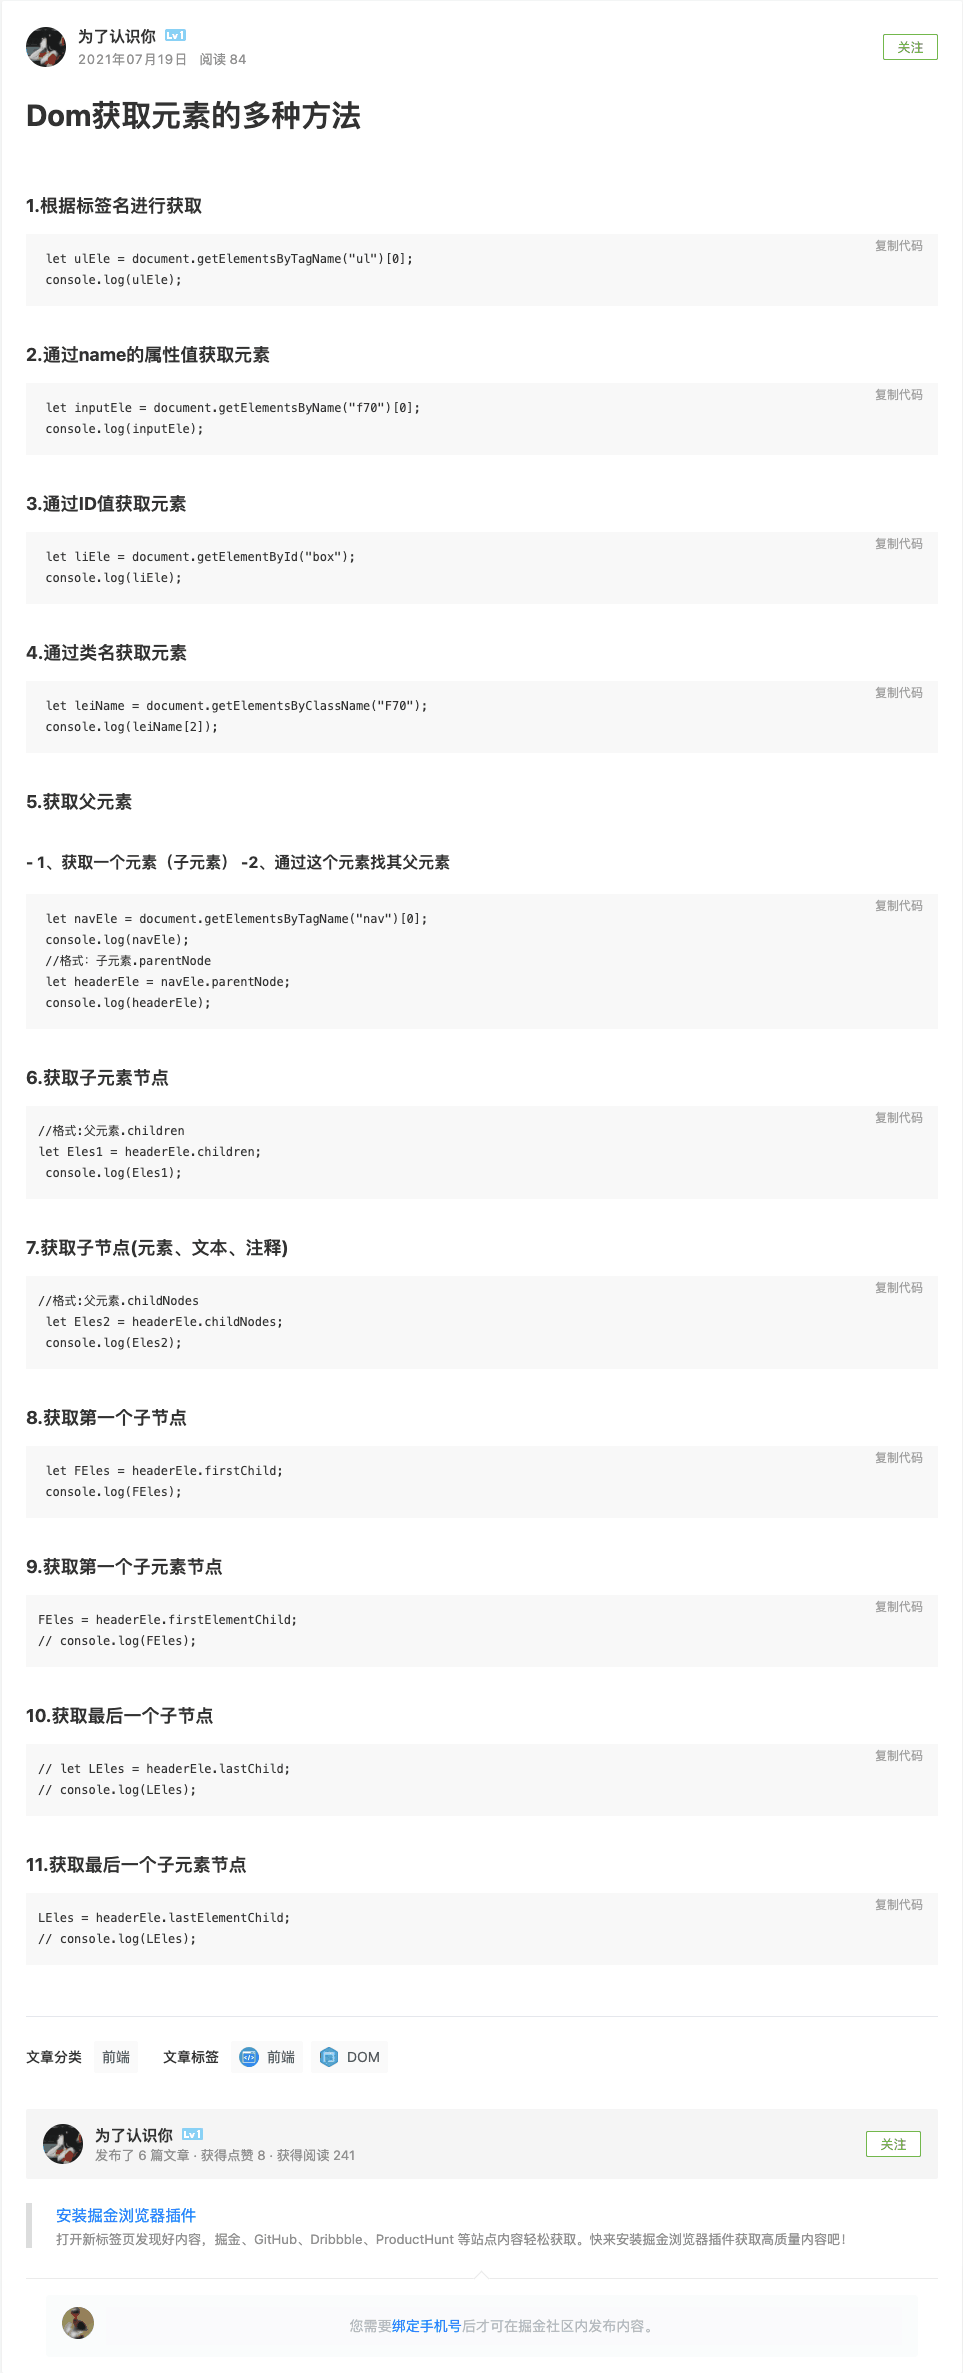 为了认识你 Lv1
2021年07月19日 阅读 84
关注
Dom获取元素的多种方法
1.根据标签名进行获取
复制代码
let ulEle = document.getElementsByTagName("ul")[0];
console.log(ulEle);
2.通过name的属性值获取元素
复制代码
let inputEle = document.getElementsByName("f70")[0];
console.log(inputEle);
3.通过ID值获取元素
复制代码
let liEle = document.getElementById("box");
console.log(liEle);
4.通过类名获取元素
复制代码
let leiName = document.getElementsByClassName("F70");
console.log(leiName[2]);
5.获取父元素
- 1、获取一个元素（子元素） -2、通过这个元素找其父元素
复制代码
let navEle = document.getElementsByTagName("nav")[0];
console.log(navEle);
//格式：子元素.parentNode
let headerEle = navEle.parentNode;
console.log(headerEle);
6.获取子元素节点
复制代码
//格式:父元素.children
let Eles1 = headerEle.children;
console.log(Eles1);
7.获取子节点(元素、文本、注释)
复制代码
//格式:父元素.childNodes
let Eles2 = headerEle.childNodes;
console.log(Eles2);
8.获取第一个子节点
复制代码
let FEles = headerEle.firstChild;
console.log(FEles);
9.获取第一个子元素节点
复制代码
FEles = headerEle.firstElementChild;
// console.log(FEles);
10.获取最后一个子节点
复制代码
// let LEles = headerEle.lastChild;
// console.log(LEles);
11.获取最后一个子元素节点
复制代码
LEles = headerEle.lastElementChild;
// console.log(LEles);
文章分类 前端 文章标签 前端 DOM
为了认识你 Lv1
发布了 6 篇文章 · 获得点赞 8 · 获得阅读 241
关注
安装掘金浏览器插件
打开新标签页发现好内容，掘金、GitHub、Dribbble、ProductHunt 等站点内容轻松获取。快来安装掘金浏览器插件获取高质量内容吧！
您需要绑定手机号后才可在掘金社区内发布内容。